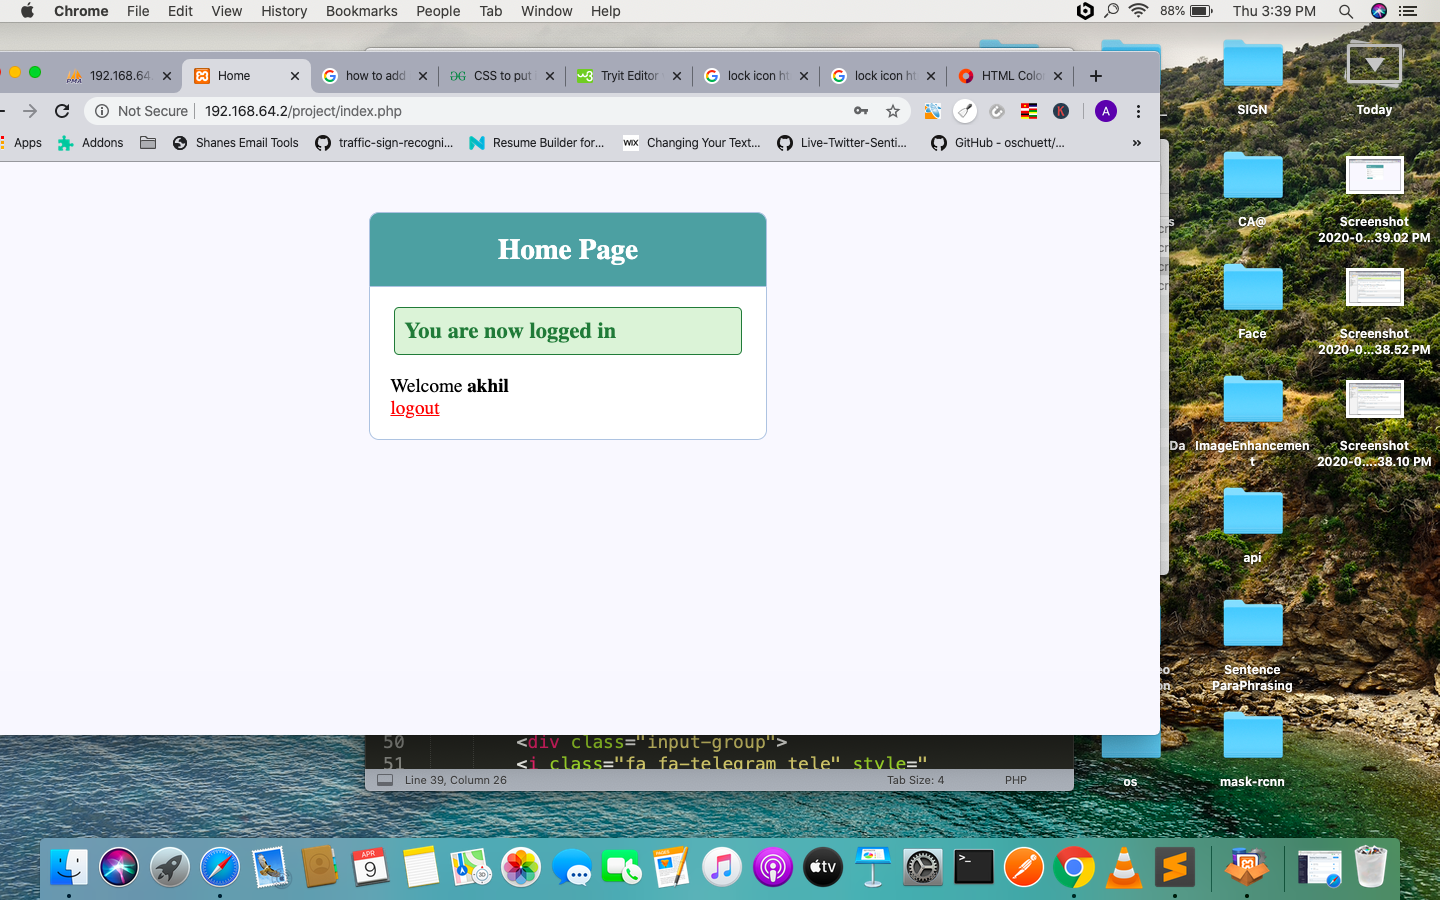 Chrome File Edit View History Bookmarks People Tab Window Help
88% Thu 3:39 PM
192.168.64
Home
how to add
CSS to put
Tryit Editor
lock icon ht
lock icon ht
HTML Colo
Not Secure 192.168.64.2/project/index.php
A
K
Apps Addons Shanes Email Tools traffic-sign-recogni... Resume Builder for... WIX Changing Your Text... Live-Twitter-Senti... GitHub - oschuett/... »
Home Page
You are now logged in
Welcome akhil
logout
50 <div class="input-group">
51 <i class="fa fa-telegram tele" style="
Line 39, Column 26 Tab Size: 4 PHP
SIGN
Today
CA@
Screenshot
2020-0...39.02 PM
Face
Screenshot
2020-0...38.52 PM
ImageEnhancemen
t
Screenshot
2020-0....38.10 PM
api
Sentence
ParaPhrasing
os
mask-rcnn
APR
9
tv